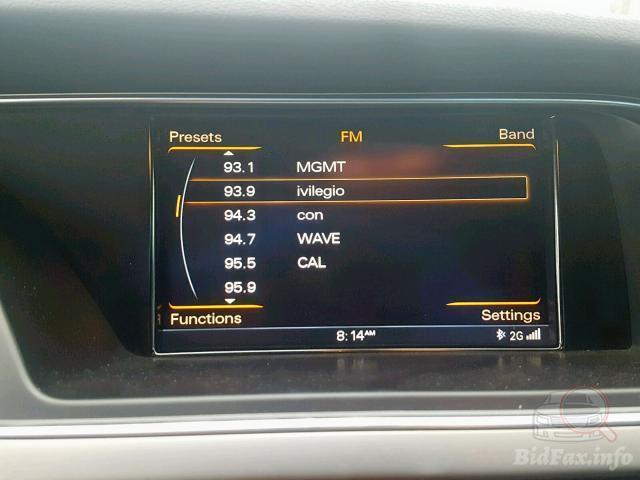 Presets FM Band
93.1 MGMT
93.9 ivilegio
94.3 con
94.7 WAVE
95.5 CAL
95.9
Functions Settings
8:14AM 2G
BidFax.info